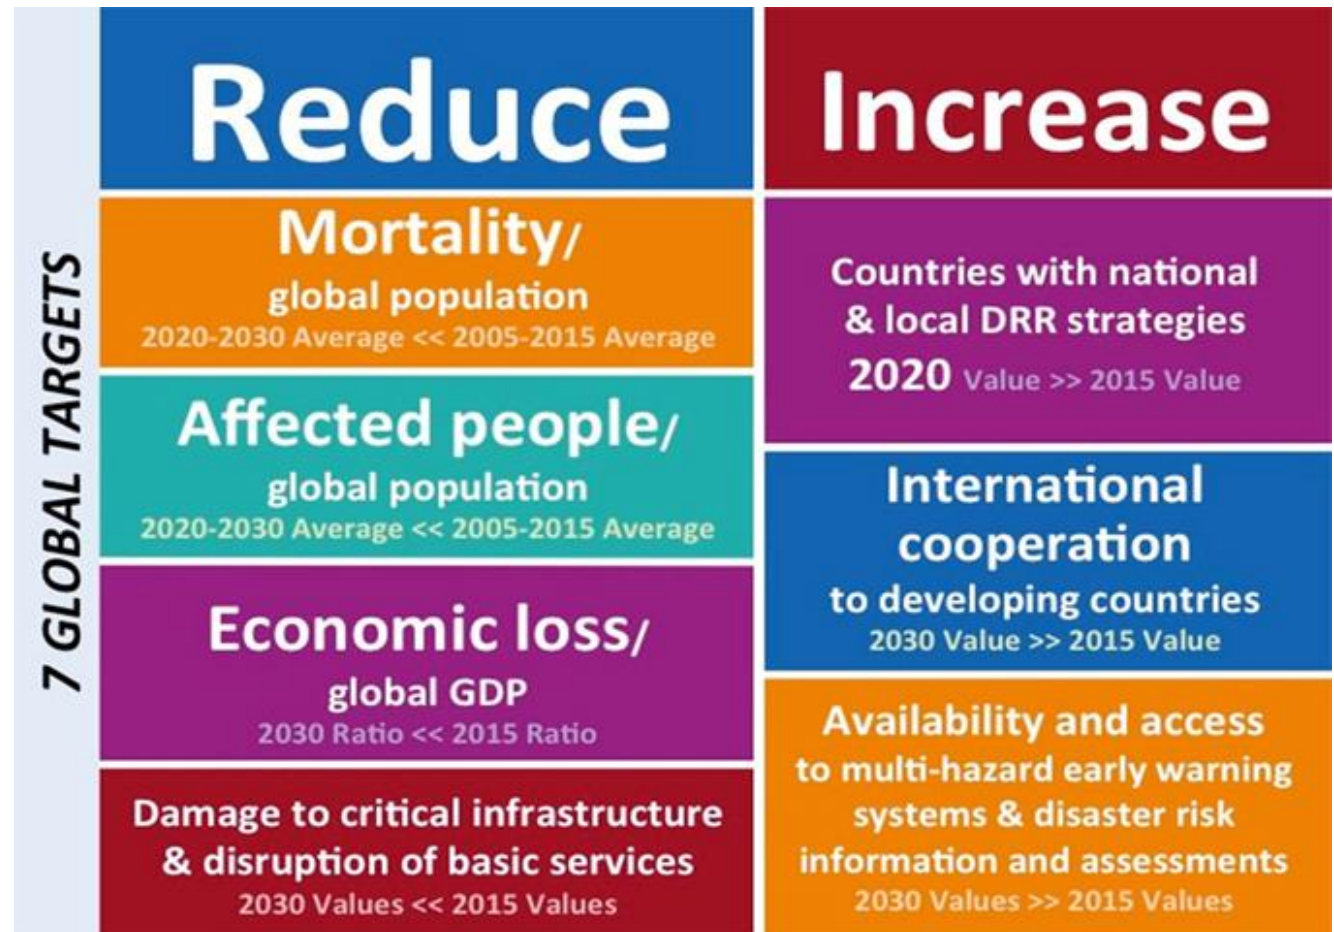 7 GLOBAL TARGETS
Reduce
Mortality/
global population
2020-2030 Average << 2005-2015 Average
Affected people/
global population
2020-2030 Average << 2005-2015 Average
Economic loss/
global GDP
2030 Ratio << 2015 Ratio
Damage to critical infrastructure
& disruption of basic services
2030 Values << 2015 Values
Increase
Countries with national
& local DRR strategies
2020 Value >> 2015 Value
International
cooperation
to developing countries
2030 Value >> 2015 Value
Availability and access
to multi-hazard early warning
systems & disaster risk
information and assessments
2030 Values >> 2015 Values